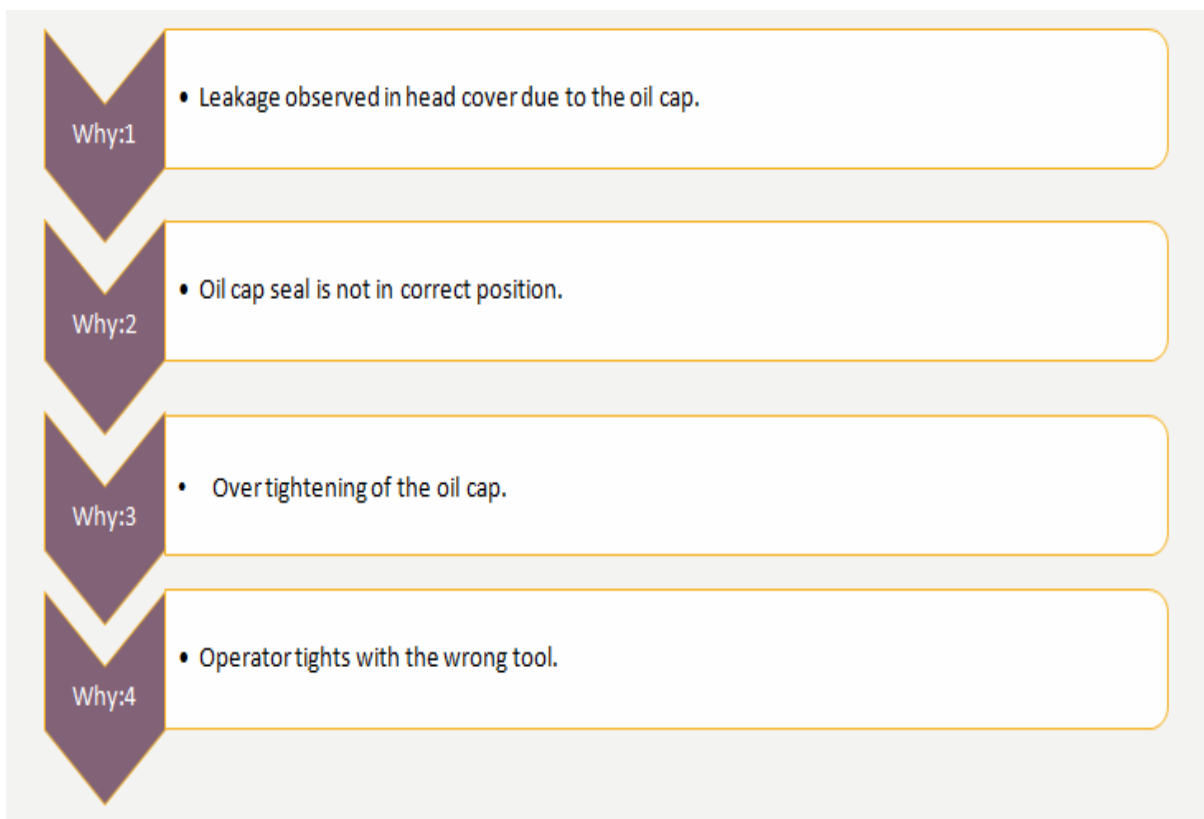 Why:1
• Leakage observed in head cover due to the oil cap.
Why:2
• Oil cap seal is not in correct position.
Why:3
• Over tightening of the oil cap.
Why:4
• Operator tights with the wrong tool.